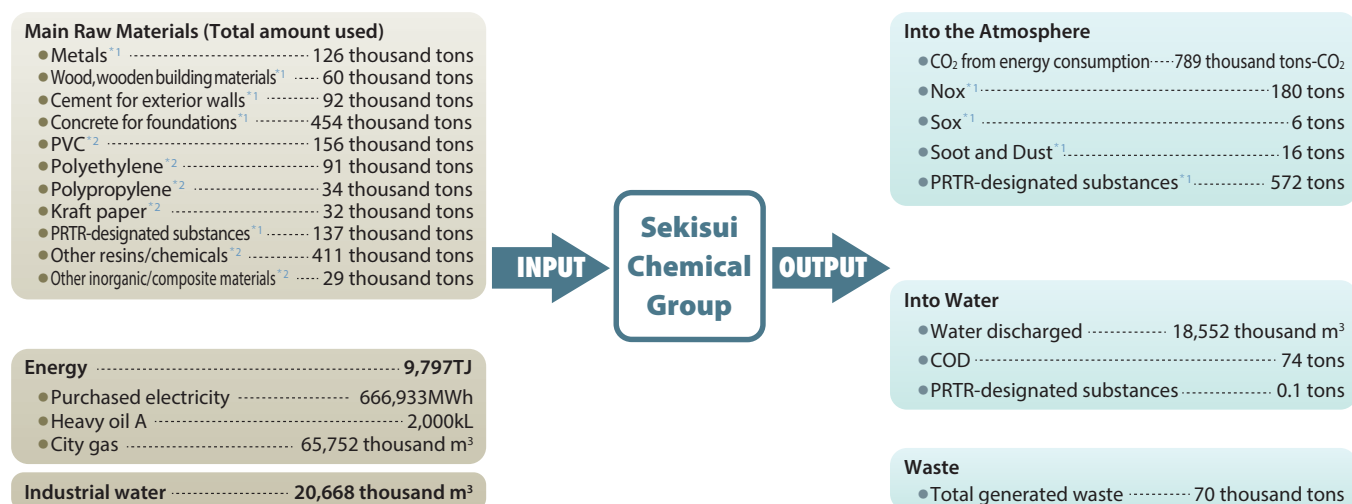 Main Raw Materials (Total amount used)
Metals*1 126 thousand tons
Wood,wooden building materials*1 60 thousand tons
Cement for exterior walls*1 92 thousand tons
Concrete for foundations*1 454 thousand tons
PVC*2 156 thousand tons
Polyethylene*2 91 thousand tons
Polypropylene*2 34 thousand tons
Kraft paper*2 32 thousand tons
PRTR-designated substances*1 137 thousand tons
Other resins/chemicals*2 411 thousand tons
Other inorganic/composite materials*2 29 thousand tons
Energy 9,797TJ
Purchased electricity 666,933MWh
Heavy oil A 2,000kL
City gas 65,752 thousand m³
Industrial water 20,668 thousand m³
INPUT
Sekisui
Chemical
Group
OUTPUT
Into the Atmosphere
CO₂ from energy consumption 789 thousand tons-CO₂
Nox*1 180 tons
Sox*1 6 tons
Soot and Dust*1 16 tons
PRTR-designated substances*1 572 tons
Into Water
Water discharged 18,552 thousand m³
COD 74 tons
PRTR-designated substances 0.1 tons
Waste
Total generated waste 70 thousand tons